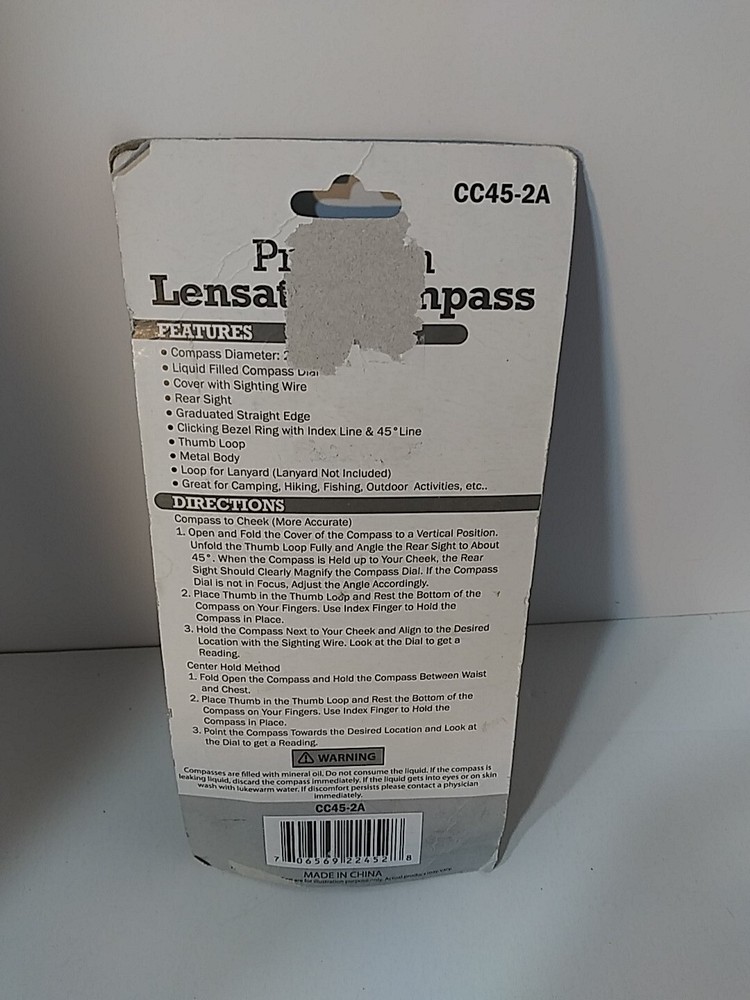 CC45-2A
Lensat mpass
FEATURES
• Compass Diameter:
• Liquid Filled Compass Dial
• Cover with Sighting Wire
• Rear Sight
• Graduated Straight Edge
• Clicking Bezel Ring with Index Line & 45° Line
• Thumb Loop
• Metal Body
• Loop for Lanyard (Lanyard Not Included)
• Great for Camping, Hiking, Fishing, Outdoor Activities, etc..
DIRECTIONS
Compass to Cheek (More Accurate)
1. Open and Fold the Cover of the Compass to a Vertical Position.
Unfold the Thumb Loop Fully and Angle the Rear Sight to About
45°. When the Compass is Held up to Your Cheek, the Rear
Sight Should Clearly Magnify the Compass Dial. If the Compass
Dial is not in Focus, Adjust the Angle Accordingly.
2. Place Thumb in the Thumb Loop and Rest the Bottom of the
Compass on Your Fingers. Use Index Finger to Hold the
Compass in Place.
3. Hold the Compass Next to Your Cheek and Align to the Desired
Location with the Sighting Wire. Look at the Dial to get a
Reading.
Center Hold Method
1. Fold Open the Compass and Hold the Compass Between Waist
and Chest.
2. Place Thumb in the Thumb Loop and Rest the Bottom of the
Compass on Your Fingers. Use Index Finger to Hold the
Compass in Place.
3. Point the Compass Towards the Desired Location and Look at
the Dial to get a Reading.
WARNING
Compasses are filled with mineral oil. Do not consume the liquid. If the compass is
leaking liquid, discard the compass immediately. If the liquid gets into eyes or on skin
wash with lukewarm water. If discomfort persists please contact a physician
immediately.
CC45-2A
7 06569 22452 8
MADE IN CHINA
are for illustration purpose only. Actual product may vary.